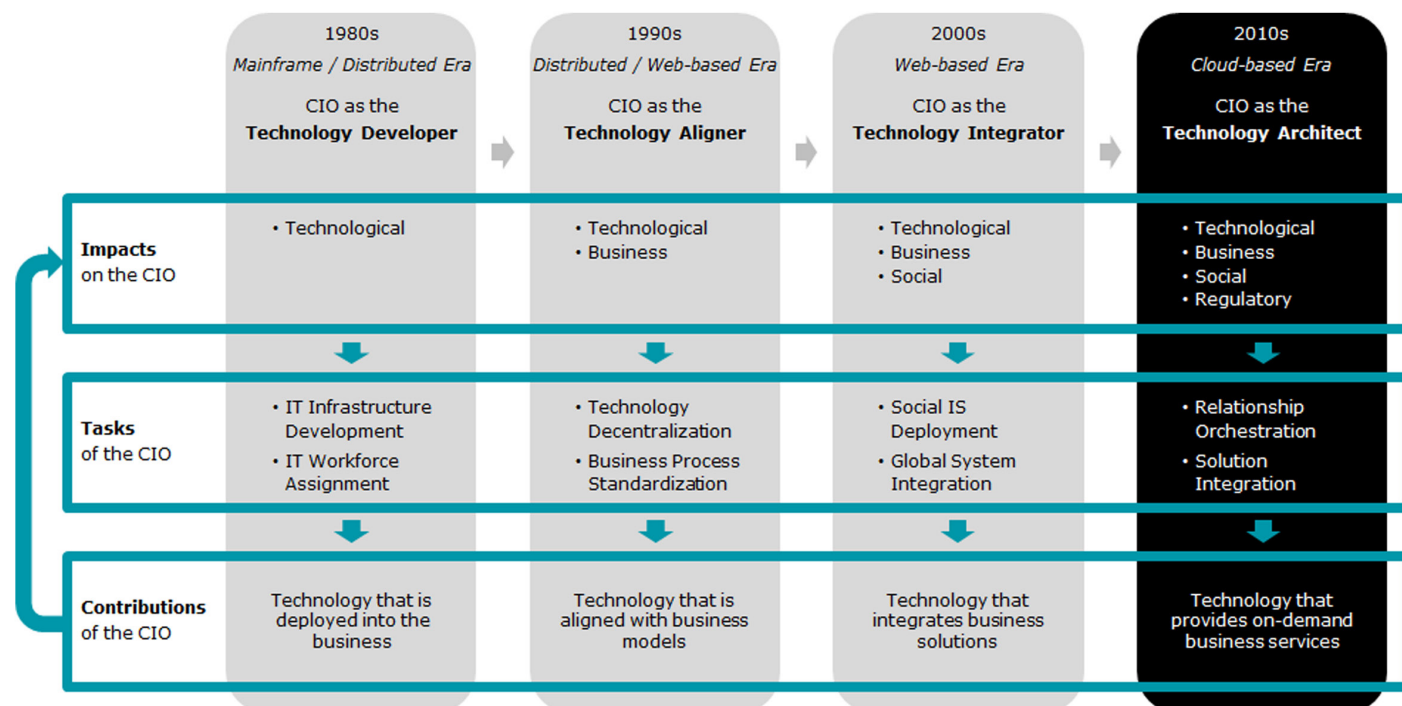 1980s
Mainframe / Distributed Era
CIO as the
Technology Developer
1990s
Distributed / Web-based Era
CIO as the
Technology Aligner
2000s
Web-based Era
CIO as the
Technology Integrator
2010s
Cloud-based Era
CIO as the
Technology Architect
Impacts
on the CIO
• Technological
• Technological
• Business
• Technological
• Business
• Social
• Technological
• Business
• Social
• Regulatory
Tasks
of the CIO
• IT Infrastructure
Development
• IT Workforce
Assignment
• Technology
Decentralization
• Business Process
Standardization
• Social IS
Deployment
• Global System
Integration
• Relationship
Orchestration
• Solution
Integration
Contributions
of the CIO
Technology that is
deployed into the
business
Technology that is
aligned with business
models
Technology that
integrates business
solutions
Technology that
provides on-demand
business services